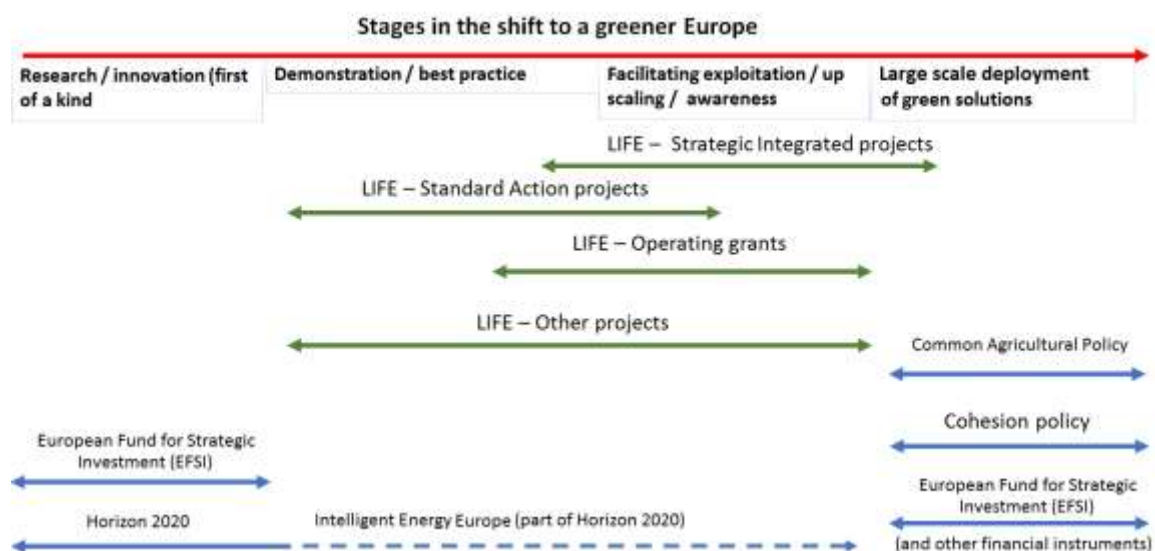 Stages in the shift to a greener Europe
Research / innovation (first
of a kind
Demonstration / best practice
Facilitating exploitation / up
scaling / awareness
Large scale deployment
of green solutions
LIFE – Strategic Integrated projects
LIFE – Standard Action projects
LIFE – Operating grants
LIFE – Other projects
Common Agricultural Policy
Cohesion policy
European Fund for Strategic
Investment (EFSI)
European Fund for Strategic
Investment (EFSI)
Horizon 2020
Intelligent Energy Europe (part of Horizon 2020)
(and other financial instruments)